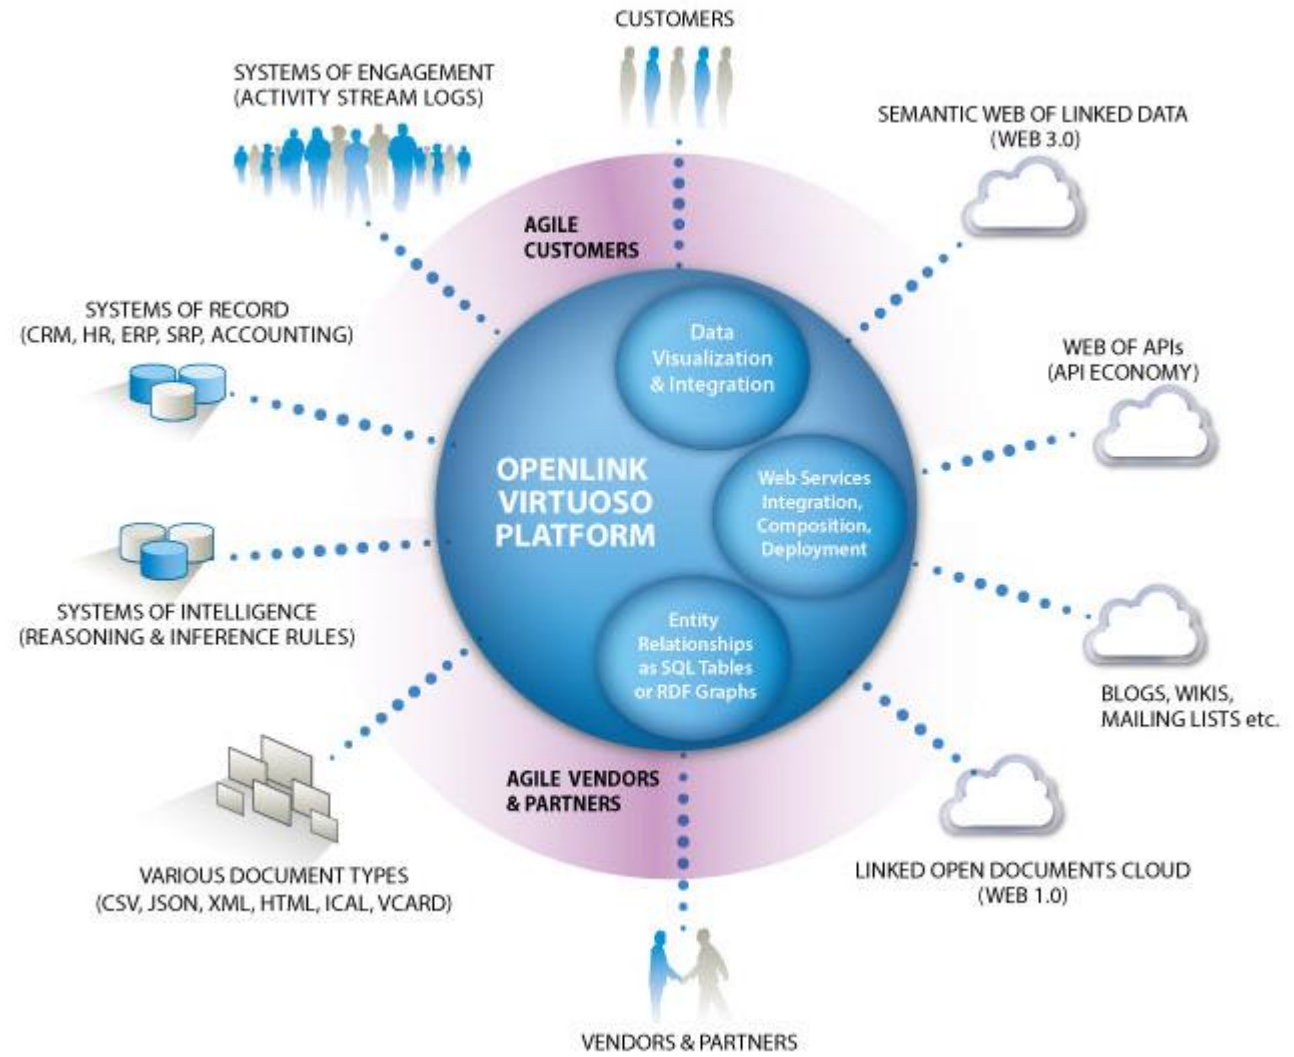 CUSTOMERS
SYSTEMS OF ENGAGEMENT
(ACTIVITY STREAM LOGS)
SEMANTIC WEB OF LINKED DATA
(WEB 3.0)
AGILE
CUSTOMERS
SYSTEMS OF RECORD
(CRM, HR, ERP, SRP, ACCOUNTING)
Data
Visualization
& Integration
WEB OF APIs
(API ECONOMY)
OPENLINK
VIRTUOSO
PLATFORM
Web Services
Integration,
Composition,
Deployment
SYSTEMS OF INTELLIGENCE
(REASONING & INFERENCE RULES)
Entity
Relationships
as SQL Tables
or RDF Graphs
BLOGS, WIKIS,
MAILING LISTS etc.
AGILE VENDORS
& PARTNERS
VARIOUS DOCUMENT TYPES
(CSV, JSON, XML, HTML, ICAL, VCARD)
LINKED OPEN DOCUMENTS CLOUD
(WEB 1.0)
VENDORS & PARTNERS